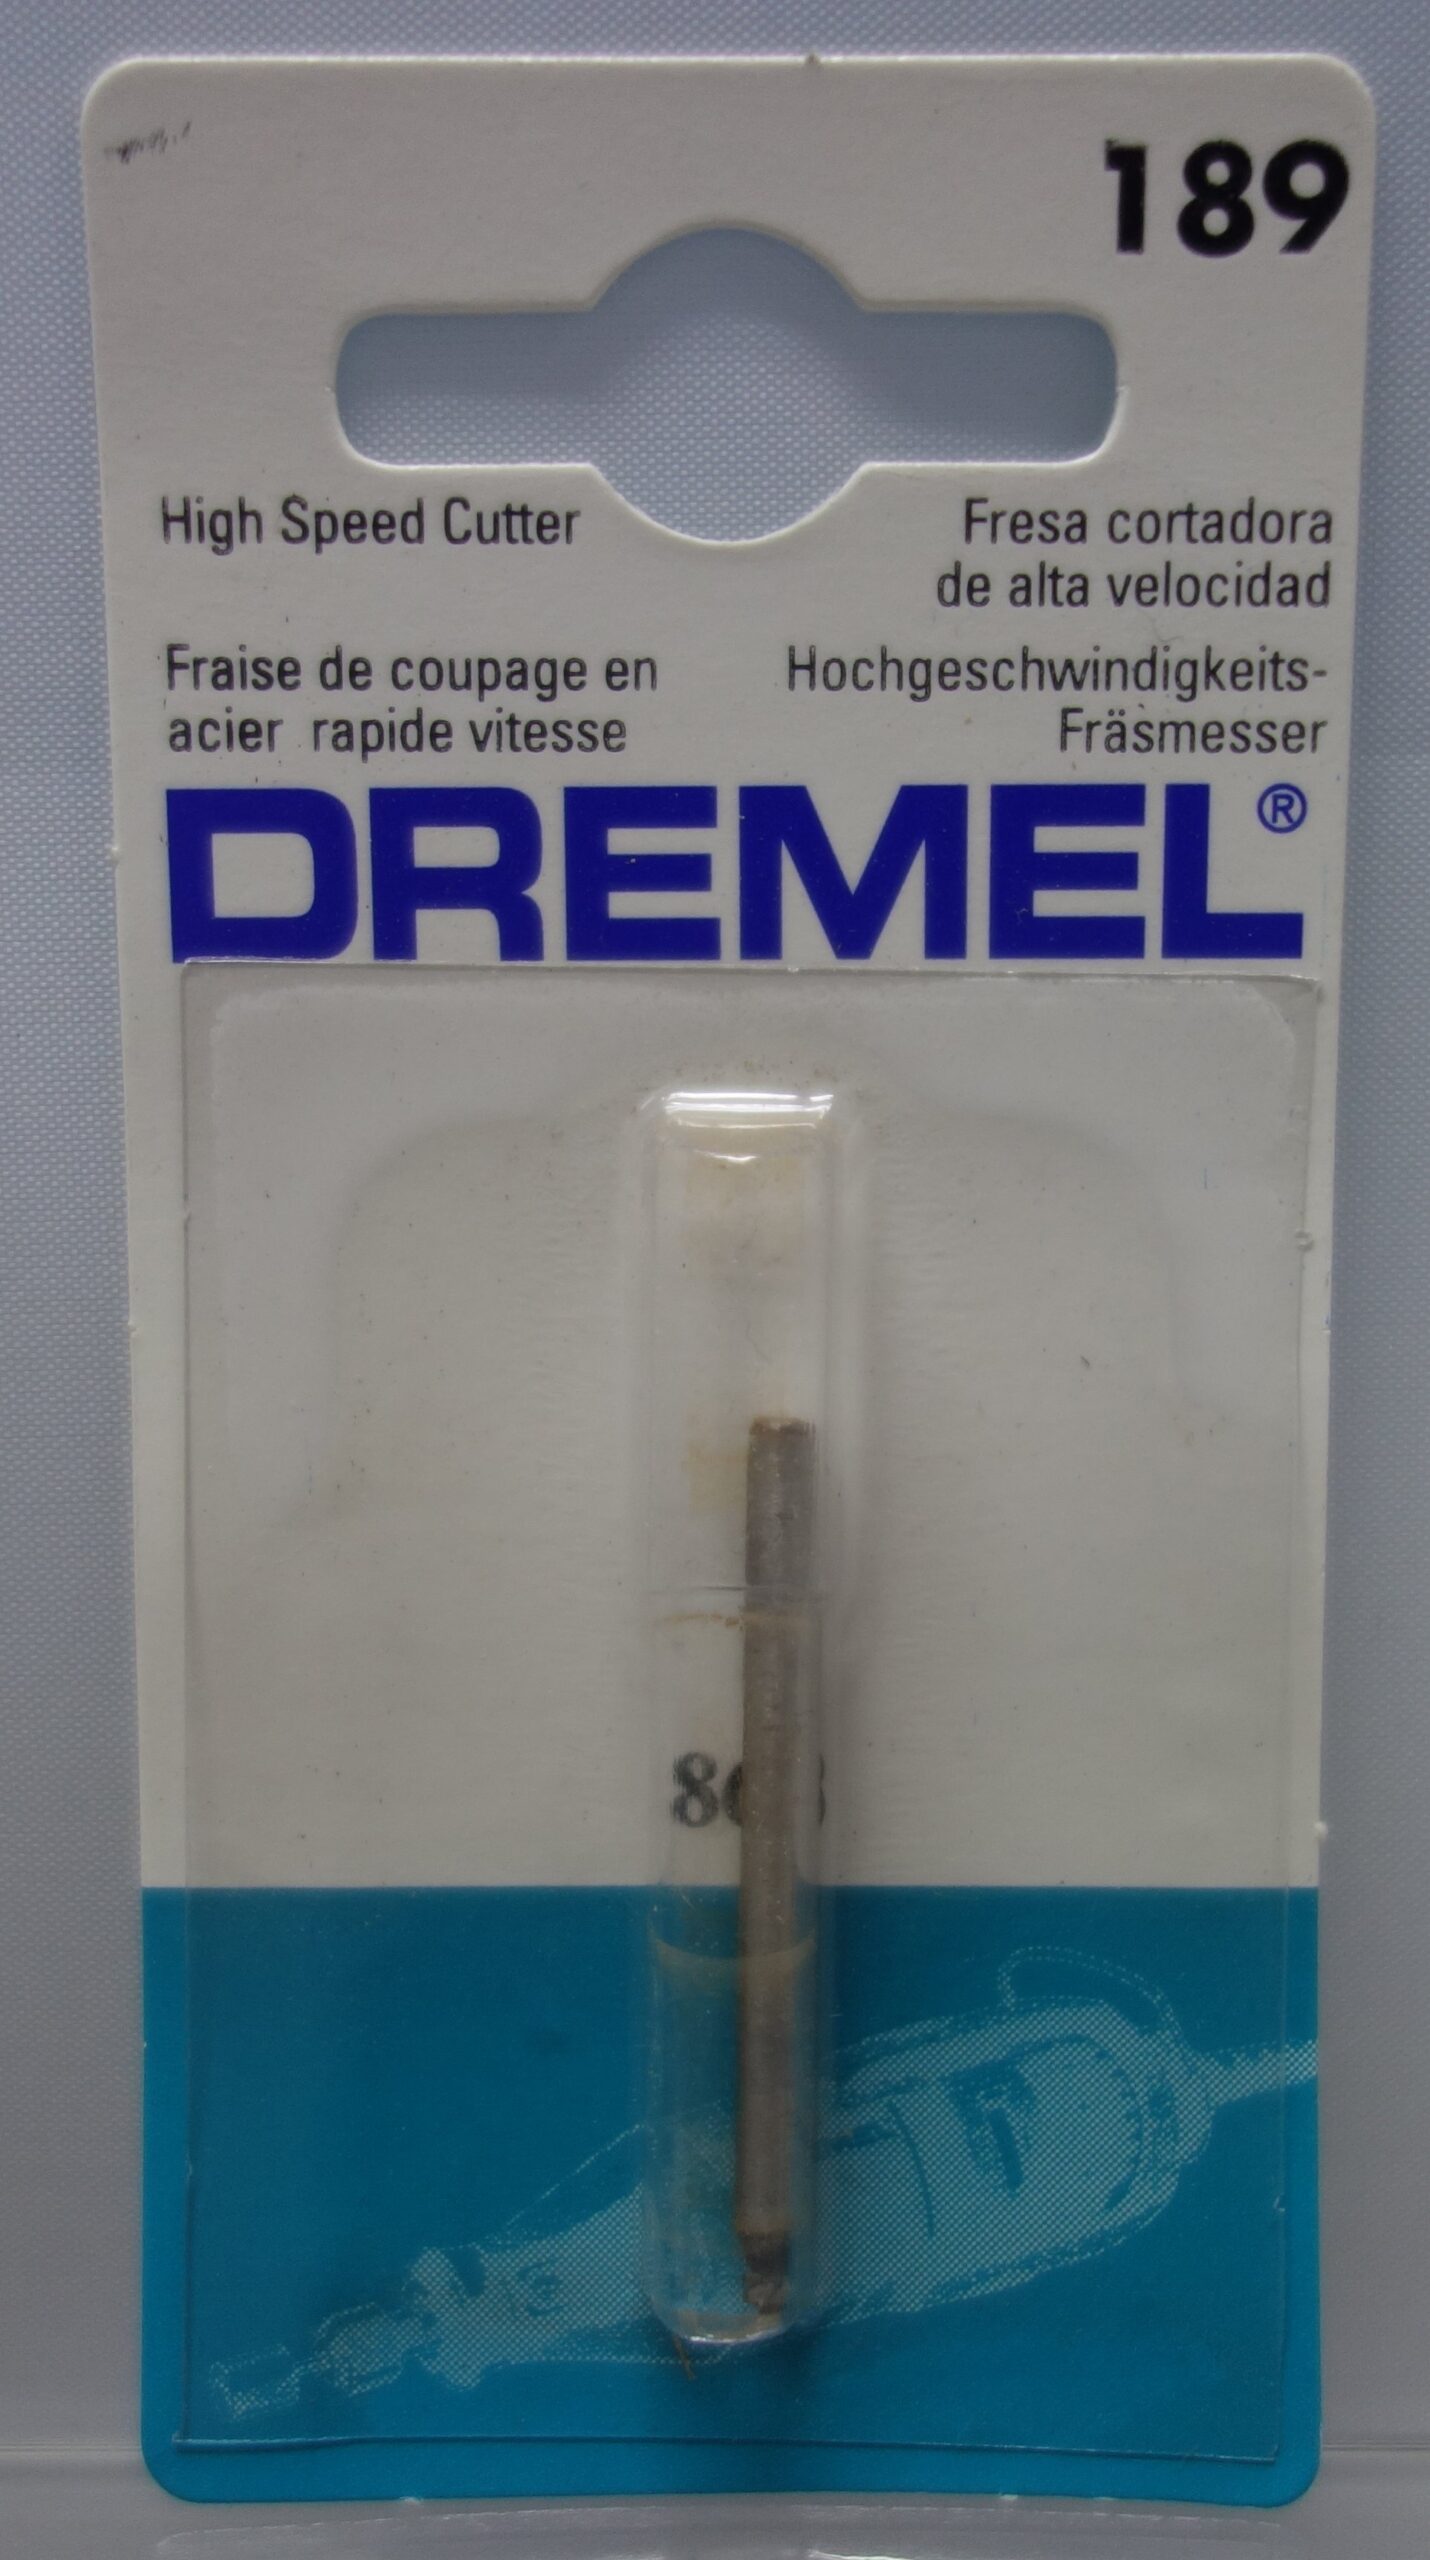 189
High Speed Cutter
Fresa cortadora
de alta velocidad
Fraise de coupage en
acier rapide vitesse
Hochgeschwindigkeits-
Fräsmesser
DREMEL®